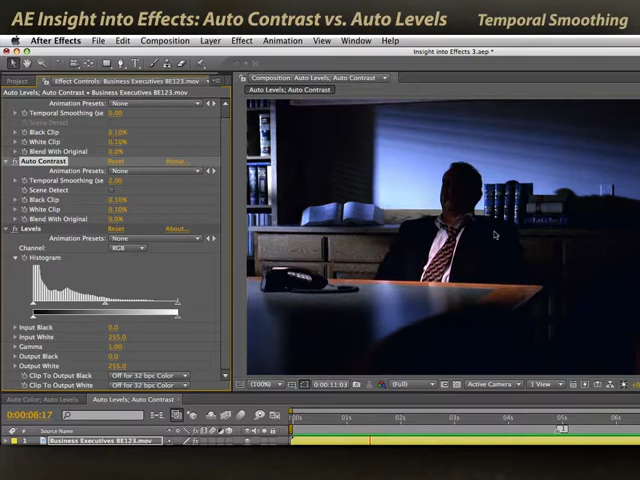 AE Insight into Effects: Auto Contrast vs. Auto Levels
Temporal Smoothing
After Effects File Edit Composition Layer Effect Animation View Window Help
Insight into Effects 3.aep *
Project Effect Controls: Business Executives BE123.mov
Composition: Auto Levels; Auto Contrast
Auto Levels; Auto Contrast • Business Executives BE123.mov
Auto Levels; Auto Contrast
Animation Presets: None
Temporal Smoothing (se 0.00
Scene Detect
Black Clip 0.10%
White Clip 0.10%
Blend With Original 0.0%
Auto Contrast Reset About...
Animation Presets: None
Temporal Smoothing (se 2.00
Scene Detect
Black Clip 0.10%
White Clip 0.10%
Blend With Original 0.0%
Levels Reset About...
Animation Presets: None
Channel: RGB
Histogram
Input Black 0.0
Input White 255.0
Gamma 1.00
Output Black 0.0
Output White 255.0
Clip To Output Black Off for 32 bpc Color
Clip To Output White Off for 32 bpc Color
(100%) 0:00:11:03 (Full) Active Camera 1 View
Auto Color; Auto Levels Auto Levels; Auto Contrast
0:00:06:17
:00s 01s 02s 03s 04s 05s 06s
# Source Name
1 Business Executives BE123.mov